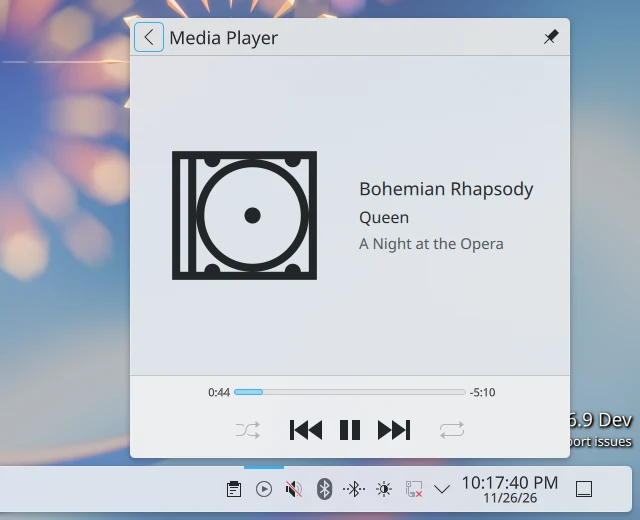 Media Player
Bohemian Rhapsody
Queen
A Night at the Opera
0:44
-5:10
6.9 Dev
port issues
10:17:40 PM
11/26/26